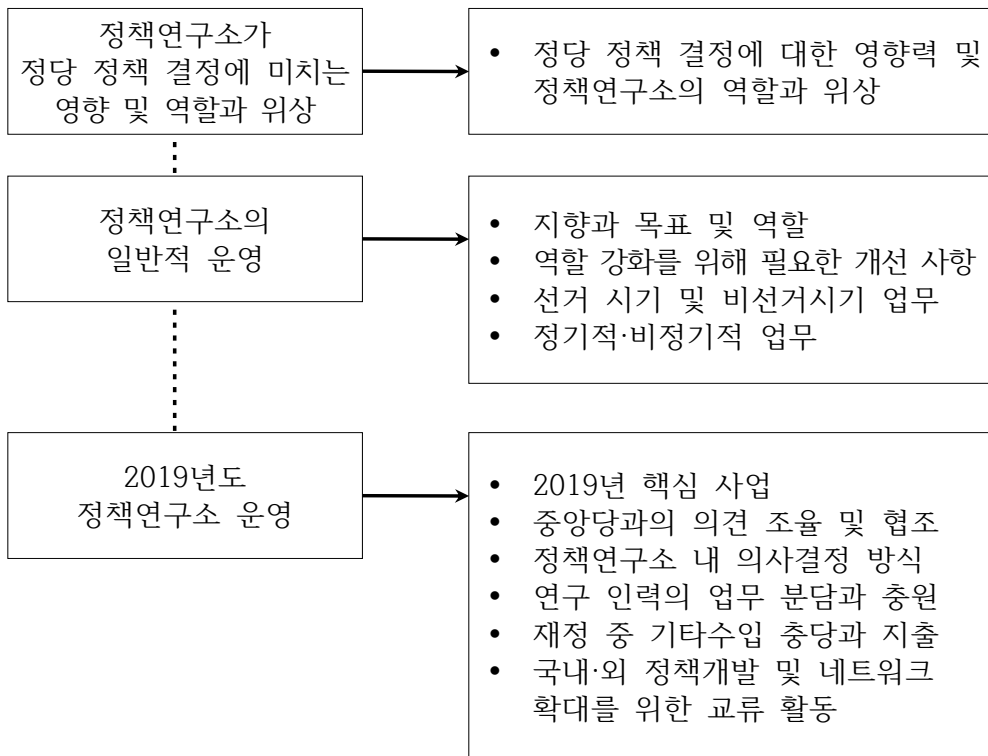 정책연구소가
정당 정책 결정에 미치는
영향 및 역할과 위상
• 정당 정책 결정에 대한 영향력 및
정책연구소의 역할과 위상
정책연구소의
일반적 운영
• 지향과 목표 및 역할
• 역할 강화를 위해 필요한 개선 사항
• 선거 시기 및 비선거시기 업무
• 정기적·비정기적 업무
2019년도
정책연구소 운영
• 2019년 핵심 사업
• 중앙당과의 의견 조율 및 협조
• 정책연구소 내 의사결정 방식
• 연구 인력의 업무 분담과 충원
• 재정 중 기타수입 충당과 지출
• 국내·외 정책개발 및 네트워크
확대를 위한 교류 활동